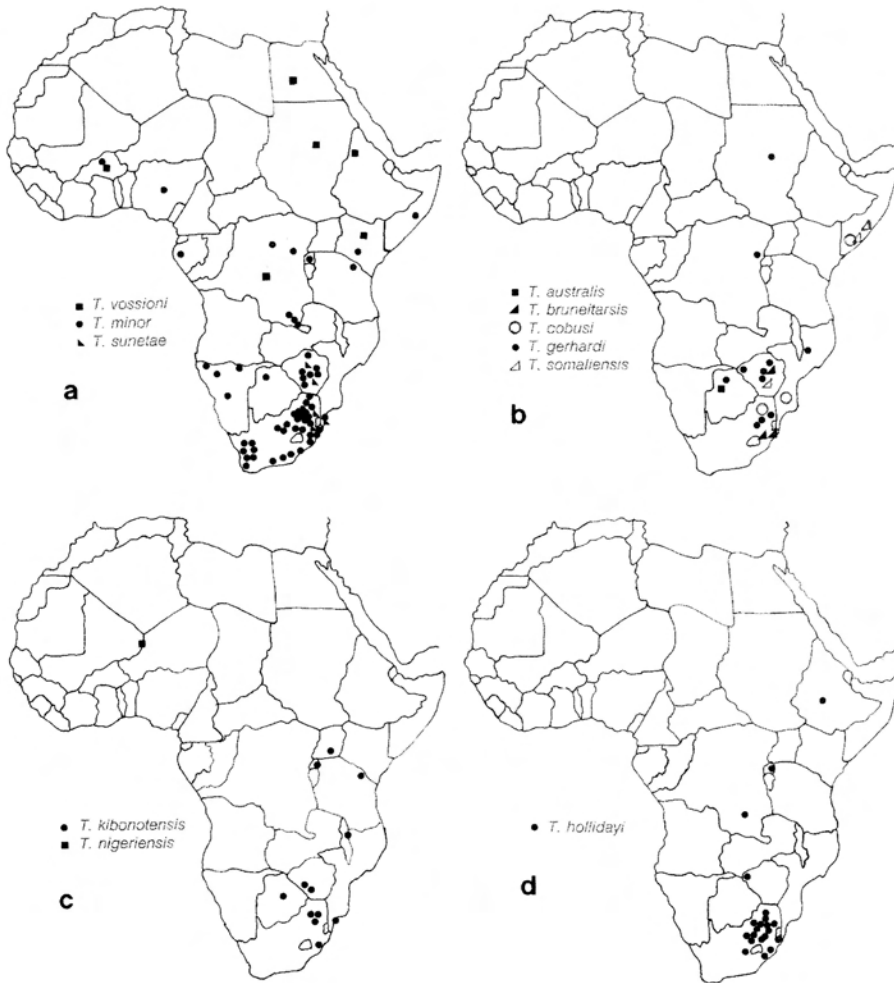 T. vossioni
T. minor
T. sunetae
a
T. australis
T. bruneitarsis
T. cobusi
T. gerhardi
T. somaliensis
b
T. kibonotensis
T. nigeriensis
c
T. hollidayi
d